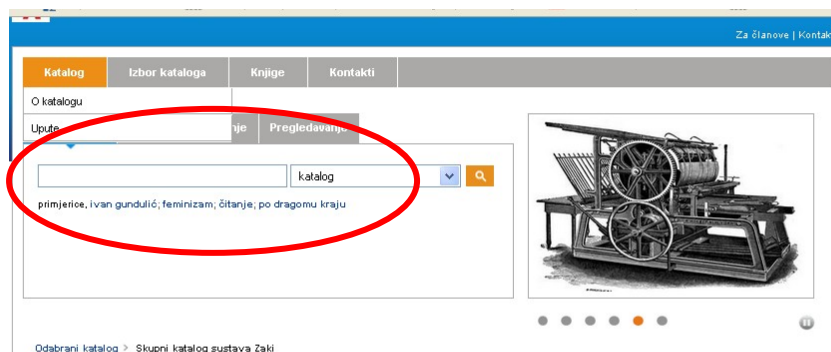 Za članove | Kontak
Katalog Izbor kataloga Knjige Kontakti
O katalogu
Upute
nje Pregledavanje
katalog
primjerice, ivan gundulić; feminizam; čitanje; po dragomu kraju
Odabrani katalog > Skupni katalog sustava Zaki